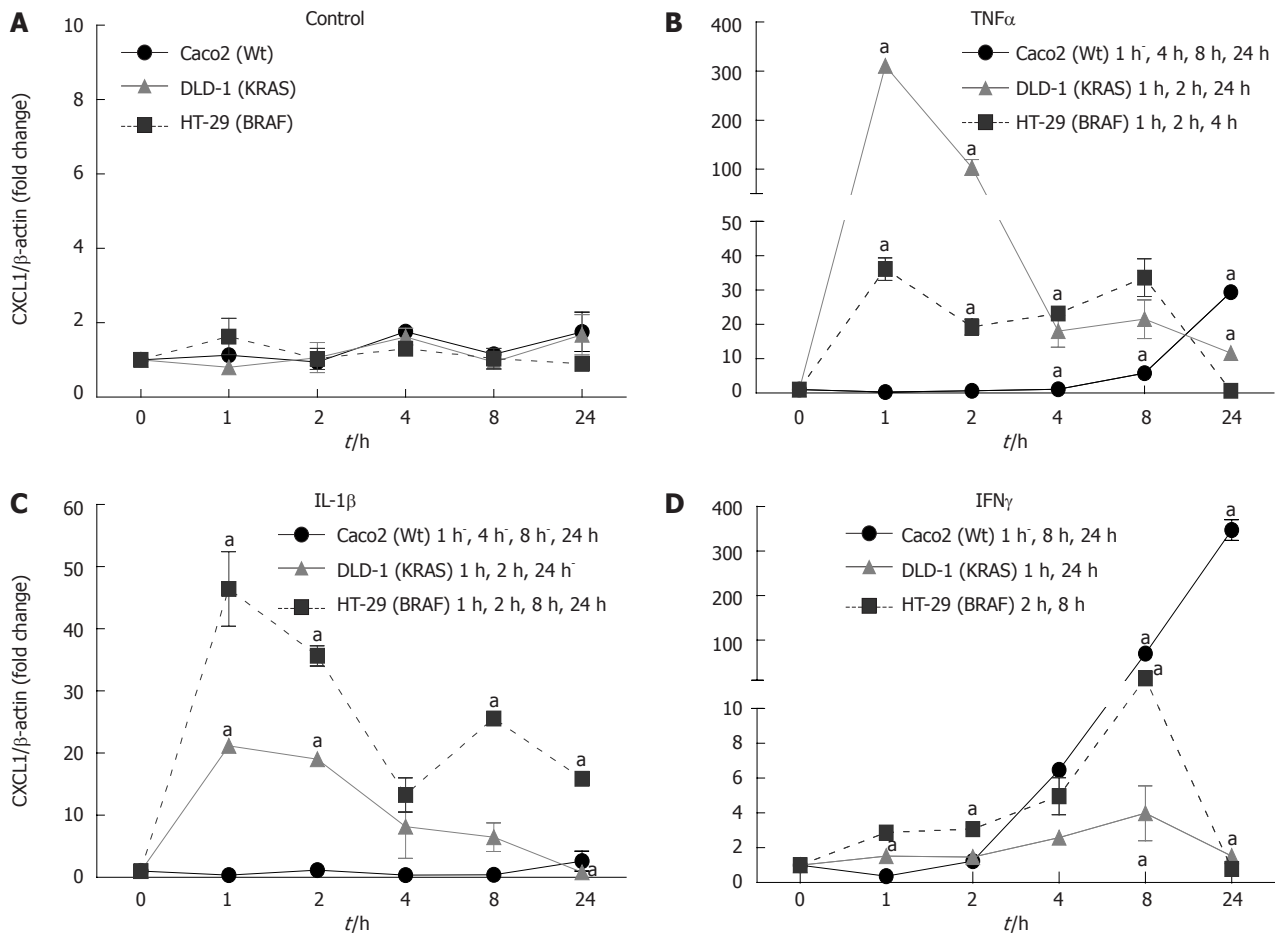 A
Control
Caco2 (Wt)
DLD-1 (KRAS)
HT-29 (BRAF)
CXCL1/β-actin (fold change)
10
8
6
4
2
0
0 1 2 4 8 24
t/h
B
TNFα
Caco2 (Wt) 1 h⁻, 4 h, 8 h, 24 h
DLD-1 (KRAS) 1 h, 2 h, 24 h
HT-29 (BRAF) 1 h, 2 h, 4 h
400
300
200
100
50
40
30
20
10
0
a
a
a
a
a
a
a
a
a
0 1 2 4 8 24
t/h
C
IL-1β
Caco2 (Wt) 1 h⁻, 4 h⁻, 8 h⁻, 24 h
DLD-1 (KRAS) 1 h, 2 h, 24 h⁻
HT-29 (BRAF) 1 h, 2 h, 8 h, 24 h
CXCL1/β-actin (fold change)
60
50
40
30
20
10
0
a
a
a
a
a
a
a
0 1 2 4 8 24
t/h
D
IFNγ
Caco2 (Wt) 1 h⁻, 8 h, 24 h
DLD-1 (KRAS) 1 h, 24 h
HT-29 (BRAF) 2 h, 8 h
400
300
200
100
10
8
6
4
2
0
a
a
a
a
a
a
a
0 1 2 4 8 24
t/h